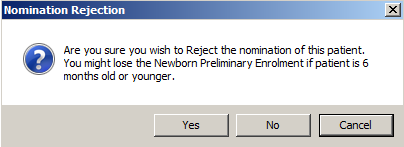 Nomination Rejection
Are you sure you wish to Reject the nomination of this patient.
You might lose the Newborn Preliminary Enrolment if patient is 6
months old or younger.
Yes No Cancel